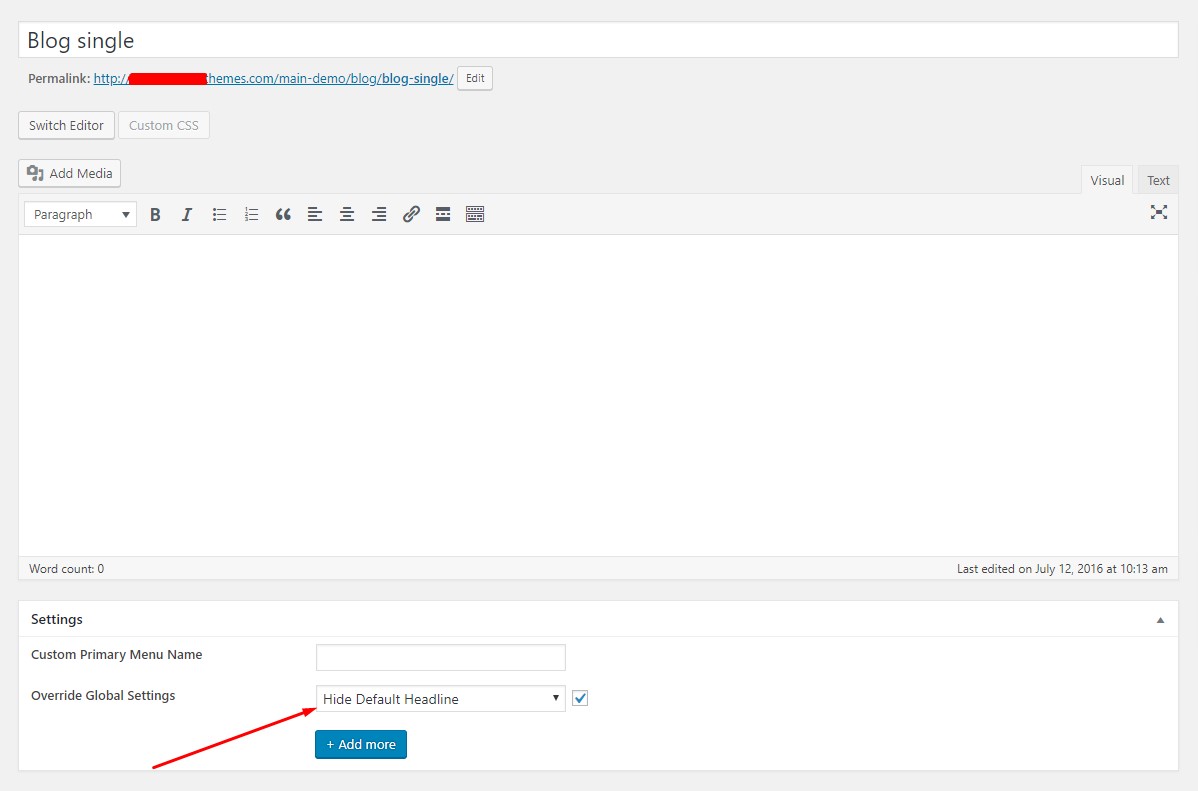 Blog single
Permalink: http://hemes.com/main-demo/blog/blog-single/ Edit
Switch Editor Custom CSS
Add Media
Visual Text
Paragraph B I
Word count: 0 Last edited on July 12, 2016 at 10:13 am
Settings
Custom Primary Menu Name
Override Global Settings Hide Default Headline
+ Add more